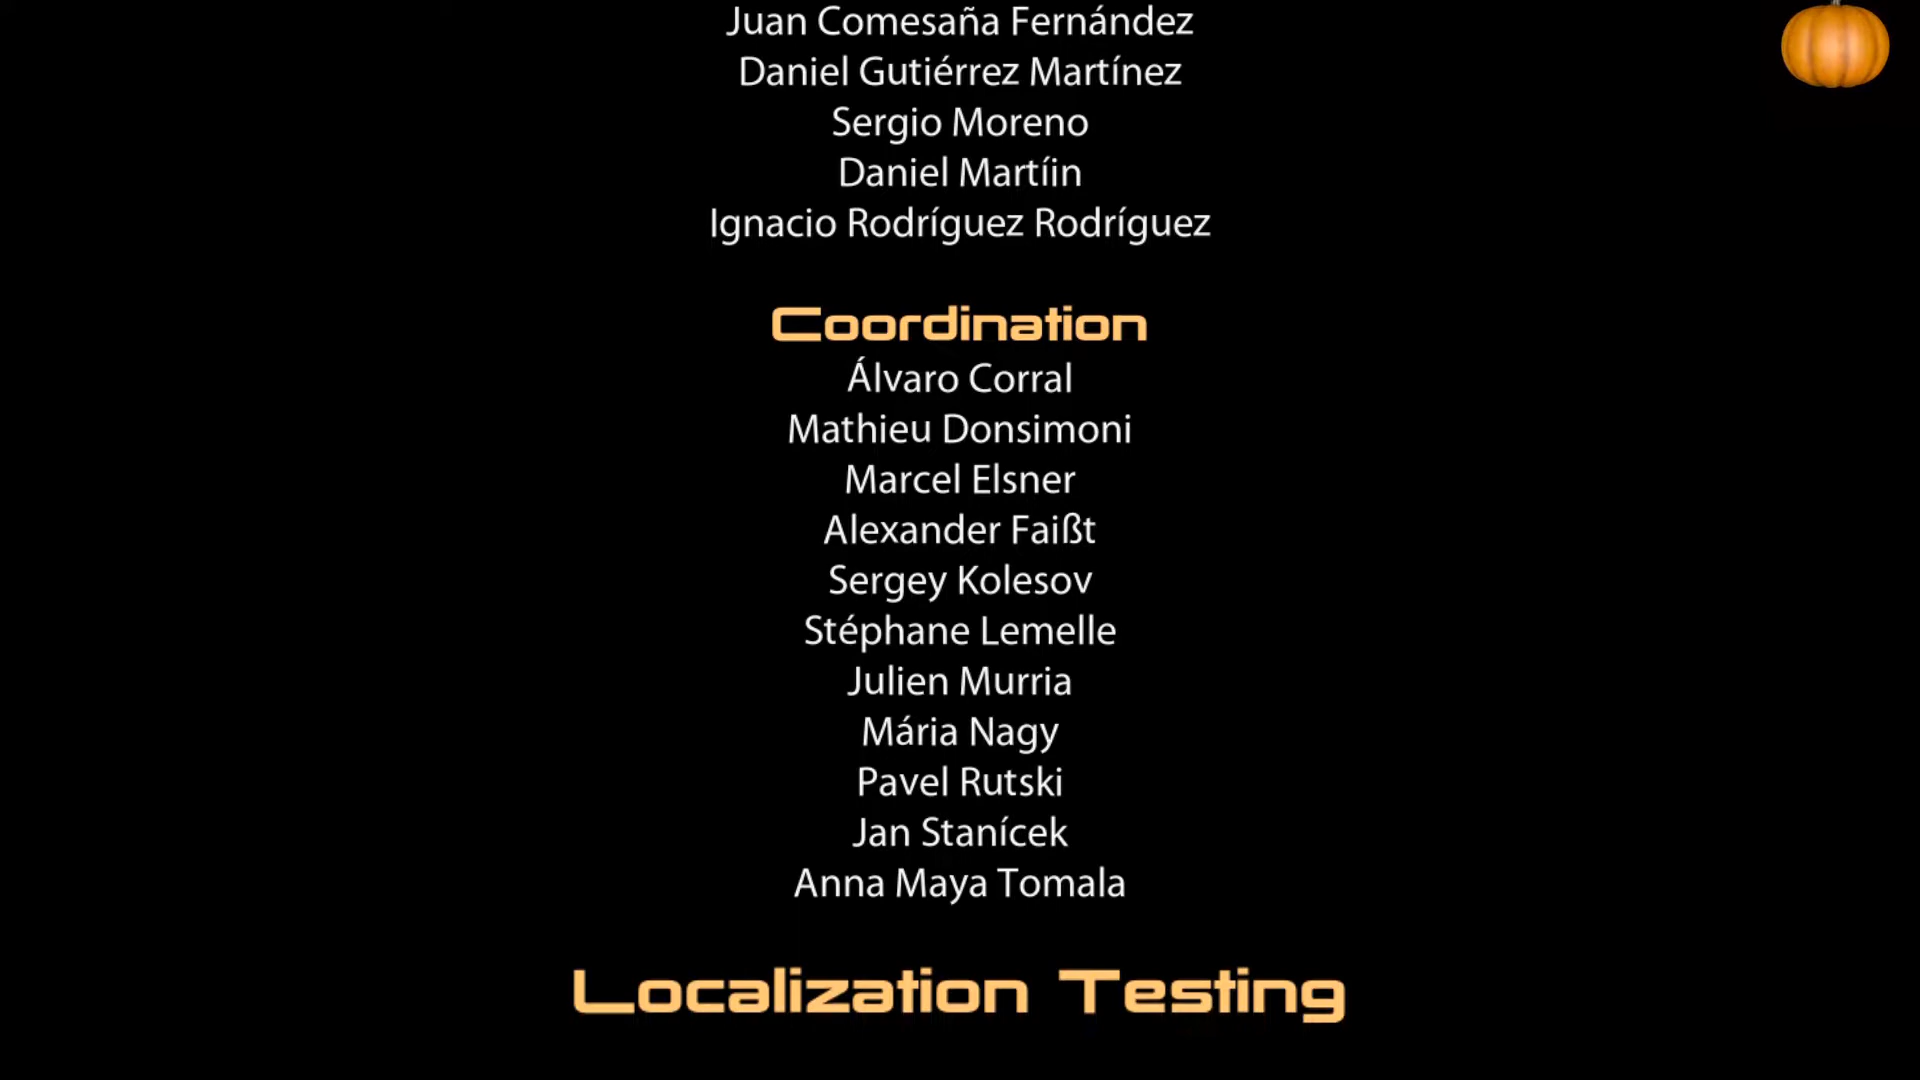 Juan Comesaña Fernández
Daniel Gutiérrez Martínez
Sergio Moreno
Daniel Martíin
Ignacio Rodríguez Rodríguez
Coordination
Álvaro Corral
Mathieu Donsimoni
Marcel Elsner
Alexander Faißt
Sergey Kolesov
Stéphane Lemelle
Julien Murria
Mária Nagy
Pavel Rutski
Jan Stanícek
Anna Maya Tomala
Localization Testing